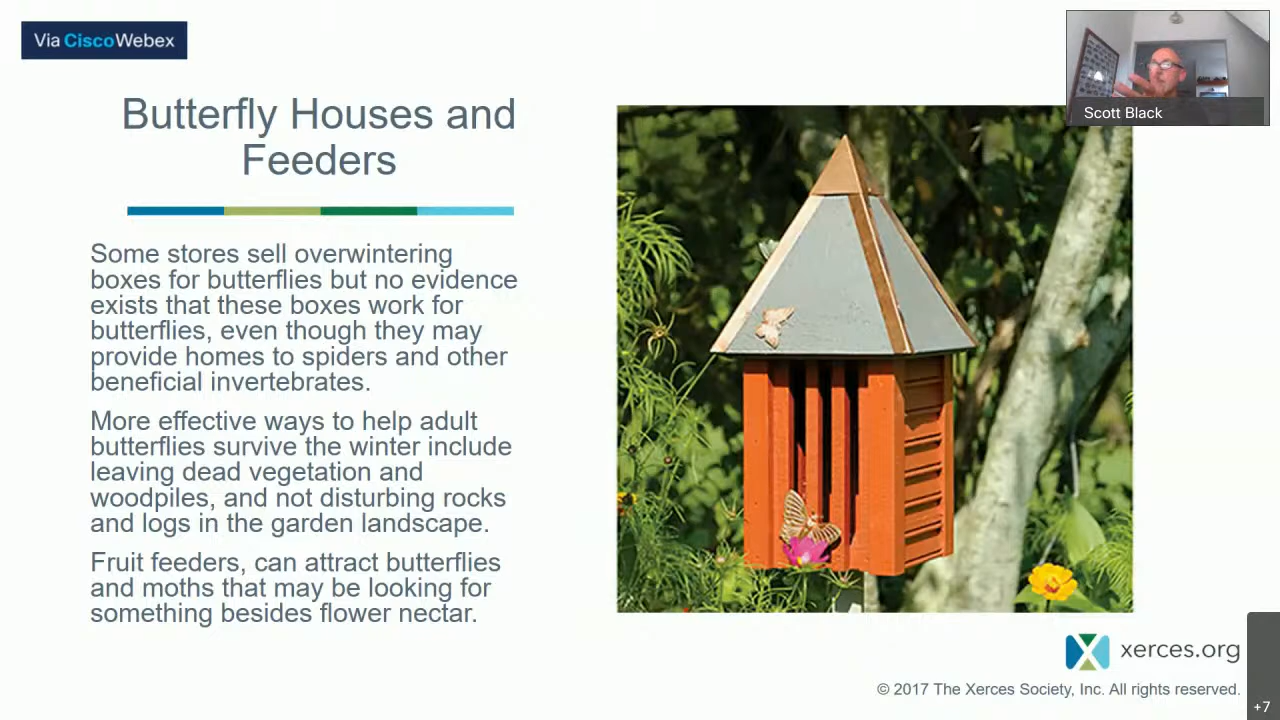 Via CiscoWebex
Scott Black
Butterfly Houses and
Feeders
Some stores sell overwintering
boxes for butterflies but no evidence
exists that these boxes work for
butterflies, even though they may
provide homes to spiders and other
beneficial invertebrates.
More effective ways to help adult
butterflies survive the winter include
leaving dead vegetation and
woodpiles, and not disturbing rocks
and logs in the garden landscape.
Fruit feeders, can attract butterflies
and moths that may be looking for
something besides flower nectar.
xerces.org
© 2017 The Xerces Society, Inc. All rights reserved.
+7